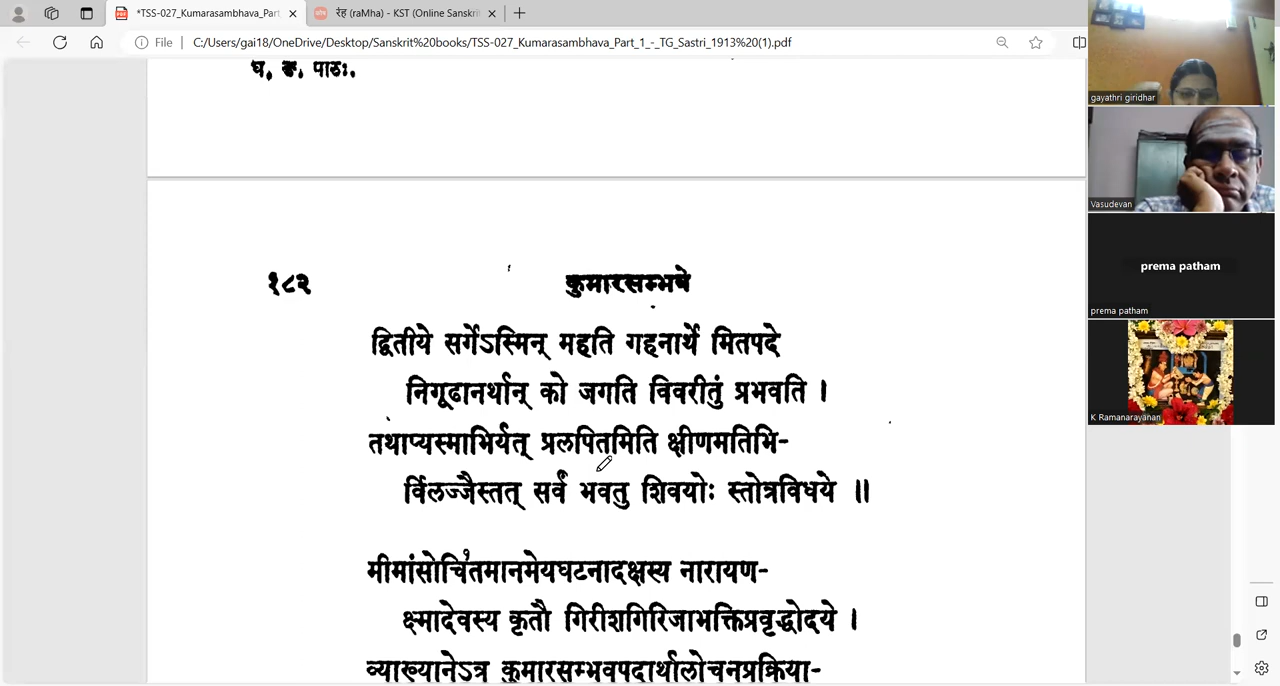 *TSS-027_Kumarasambhava_Part_
रंह (raMha) - KST (Online Sanskri
File
C:/Users/gai18/OneDrive/Desktop/Sanskrit%20books/TSS-027_Kumarasambhava_Part_1_-_TG_Sastri_1913%20(1).pdf
घ, ङ. पाठः.
१८२ कुमारसम्भवे
द्वितीये सर्गेऽस्मिन् महति गहनार्थे मितपदे
निगूढानर्थान् को जगति विवरीतुं प्रभवति ।
तथाप्यस्माभिर्यत् प्रलपितमिति क्षीणमतिभि-
र्विलज्जैस्तत् सर्वं भवतु शिवयोः स्तोत्रविधये ॥
मीमांसोचितमानमेयघटनादक्षस्य नारायण-
क्ष्मादेवस्य कृतौ गिरीशगिरिजाभक्तिप्रवृद्धोदये ।
व्याख्यानेऽत्र कुमारसम्भवपदार्थालोचनप्रक्रिया-
gayathri giridhar
Vasudevan
prema patham
prema patham
K Ramanarayanan